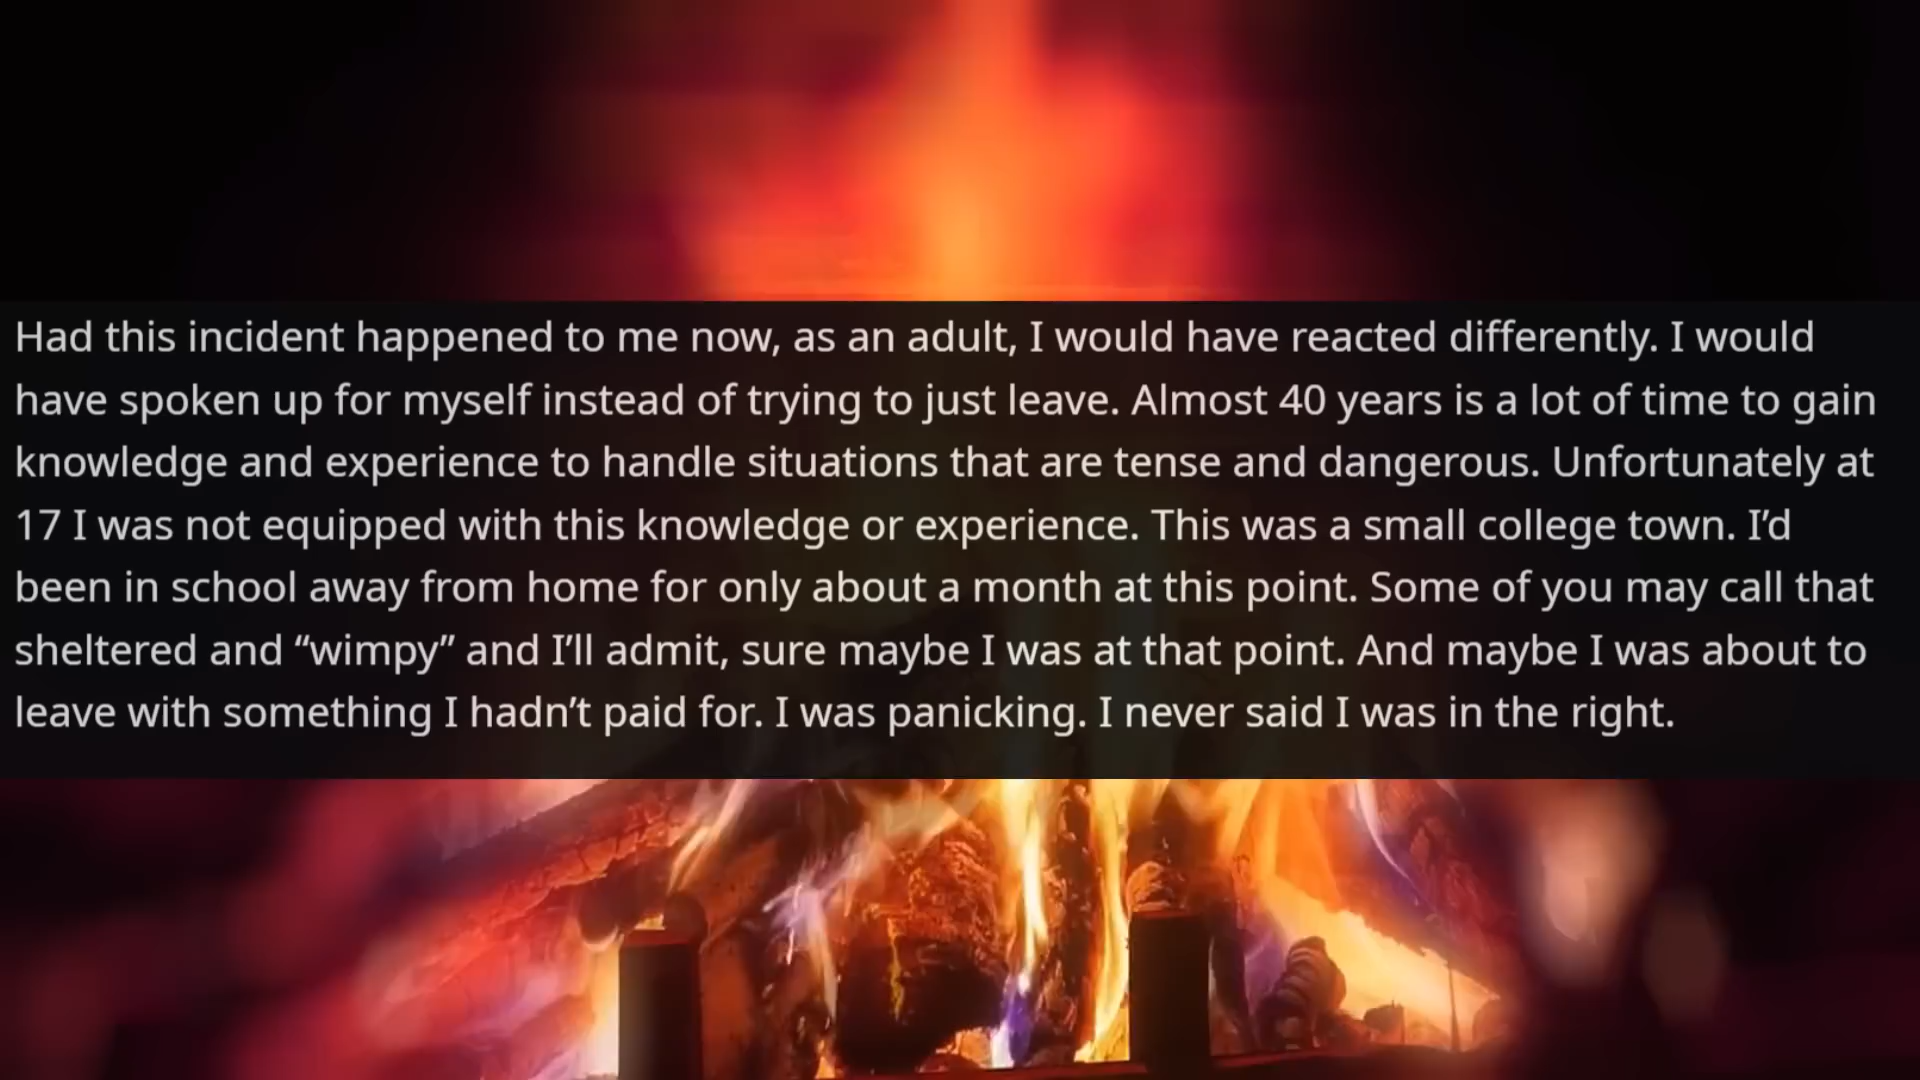 Had this incident happened to me now, as an adult, I would have reacted differently. I would
have spoken up for myself instead of trying to just leave. Almost 40 years is a lot of time to gain
knowledge and experience to handle situations that are tense and dangerous. Unfortunately at
17 I was not equipped with this knowledge or experience. This was a small college town. I’d
been in school away from home for only about a month at this point. Some of you may call that
sheltered and “wimpy” and I’ll admit, sure maybe I was at that point. And maybe I was about to
leave with something I hadn’t paid for. I was panicking. I never said I was in the right.